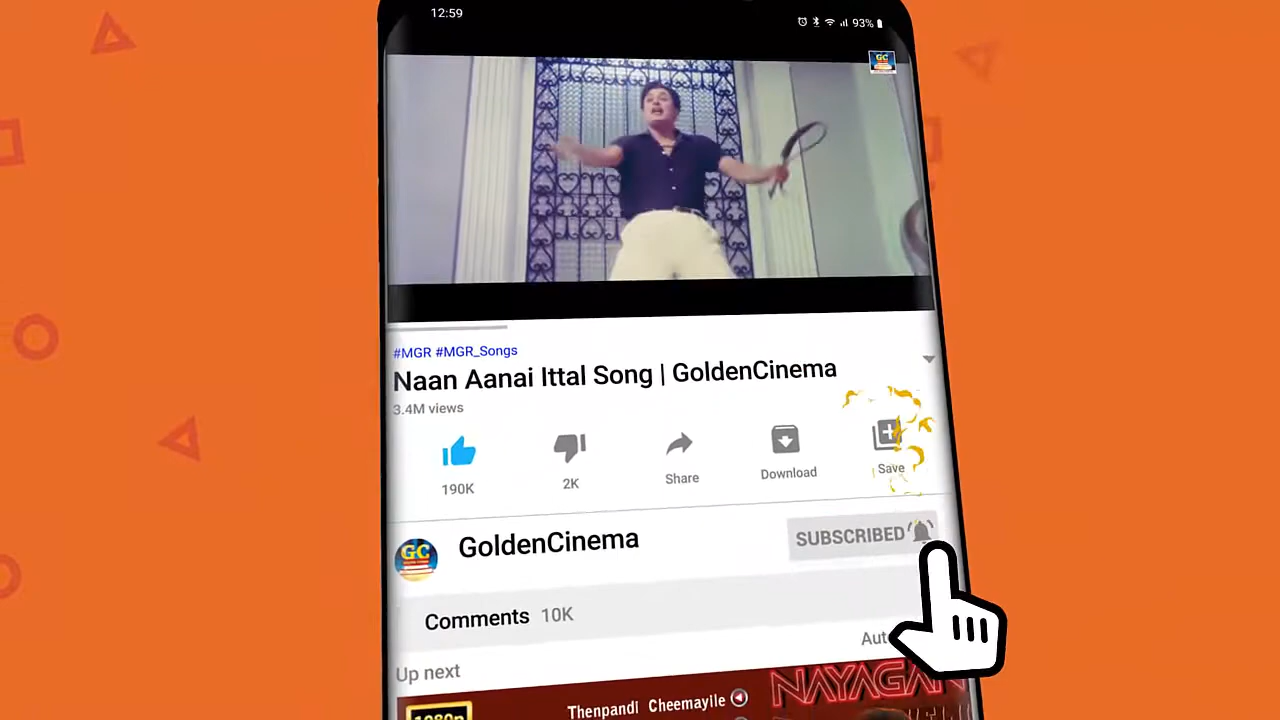 12:59
93%
GC
#MGR #MGR_Songs
Naan Aanai Ittal Song | GoldenCinema
3.4M views
190K
2K
Share
Download
Save
GC
GoldenCinema
SUBSCRIBED
Comments 10K
Up next
1080p
Thenpandi Cheemayile
NAYAGAN